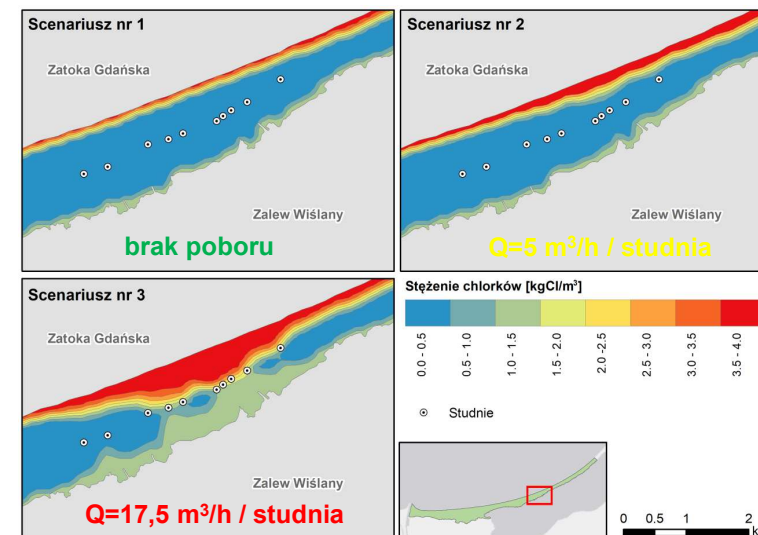 Scenariusz nr 1
Zatoka Gdańska
Zalew Wiślany
brak poboru
Scenariusz nr 2
Zatoka Gdańska
Zalew Wiślany
Q=5 m³/h / studnia
Scenariusz nr 3
Zatoka Gdańska
Zalew Wiślany
Q=17,5 m³/h / studnia
Stężenie chlorków [kgCl/m³]
0.0 - 0.5
0.5 - 1.0
1.0 - 1.5
1.5 - 2.0
2.0 -2.5
2.5 - 3.0
3.0 - 3.5
3.5 - 4.0
Studnie
0 0.5 1 2